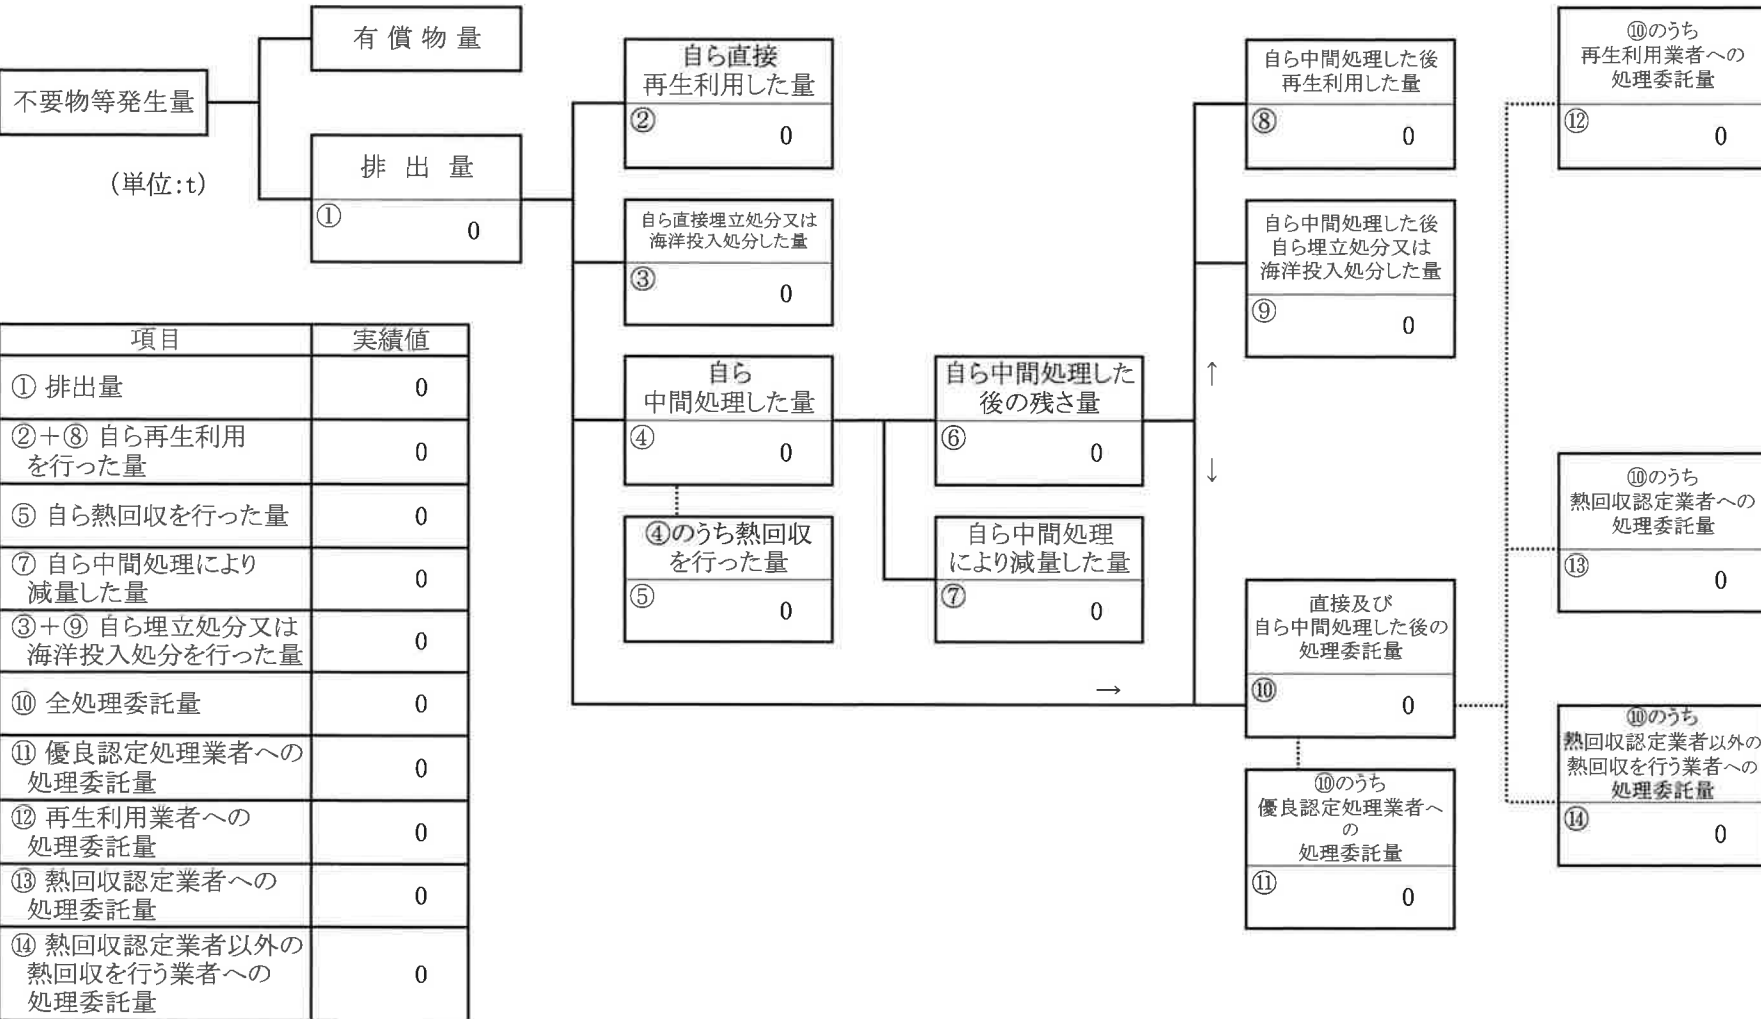 不要物等発生量
(単位:t)
有償物量
排出量
①
0
自ら直接
再生利用した量
②
0
自ら直接埋立処分又は
海洋投入処分した量
③
0
自ら
中間処理した量
④
0
④のうち熱回収
を行った量
⑤
0
自ら中間処理した
後の残さ量
⑥
0
自ら中間処理
により減量した量
⑦
0
→
↑
↓
自ら中間処理した後
再生利用した量
⑧
0
自ら中間処理した後
自ら埋立処分又は
海洋投入処分した量
⑨
0
直接及び
自ら中間処理した後の
処理委託量
⑩
0
⑩のうち
優良認定処理業者へ
の
処理委託量
⑪
0
⑩のうち
再生利用業者への
処理委託量
⑫
0
⑩のうち
熱回収認定業者への
処理委託量
⑬
0
⑩のうち
熱回収認定業者以外の
熱回収を行う業者への
処理委託量
⑭
0
項目 実績値
① 排出量 0
②+⑧ 自ら再生利用
を行った量 0
⑤ 自ら熱回収を行った量 0
⑦ 自ら中間処理により
減量した量 0
③+⑨ 自ら埋立処分又は
海洋投入処分を行った量 0
⑩ 全処理委託量 0
⑪ 優良認定処理業者への
処理委託量 0
⑫ 再生利用業者への
処理委託量 0
⑬ 熱回収認定業者への
処理委託量 0
⑭ 熱回収認定業者以外の
熱回収を行う業者への
処理委託量 0